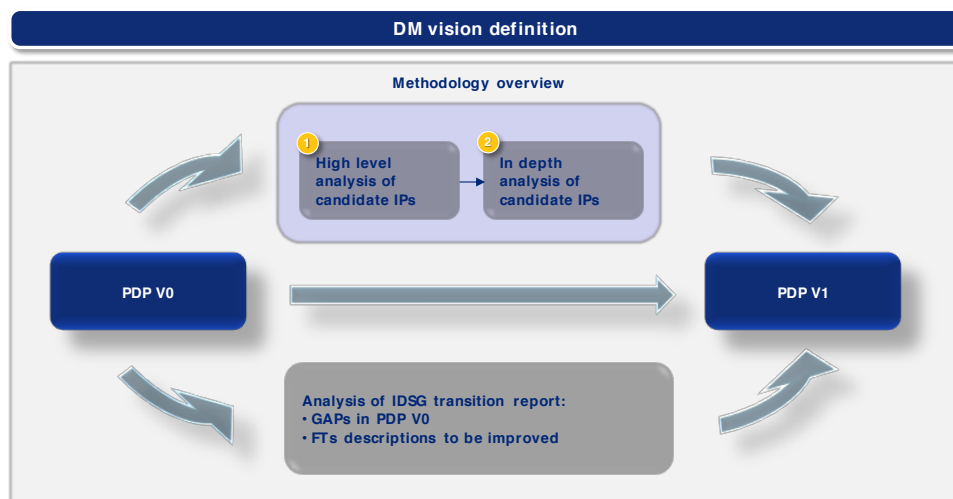 DM vision definition
Methodology overview
1
High level
analysis of
candidate IPs
2
In depth
analysis of
candidate IPs
PDP V0
PDP V1
Analysis of IDSG transition report:
• GAPs in PDP V0
• FTs descriptions to be improved